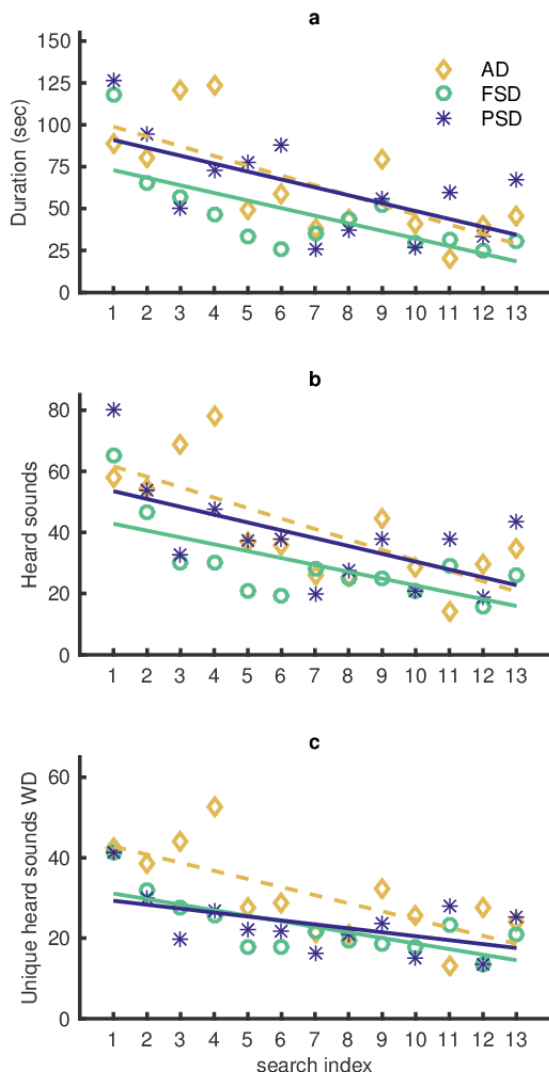 a
150
125
100
75
50
25
0
Duration (sec)
AD
FSD
PSD
1 2 3 4 5 6 7 8 9 10 11 12 13
b
80
60
40
20
0
Heard sounds
1 2 3 4 5 6 7 8 9 10 11 12 13
c
60
40
20
0
Unique heard sounds WD
1 2 3 4 5 6 7 8 9 10 11 12 13
search index